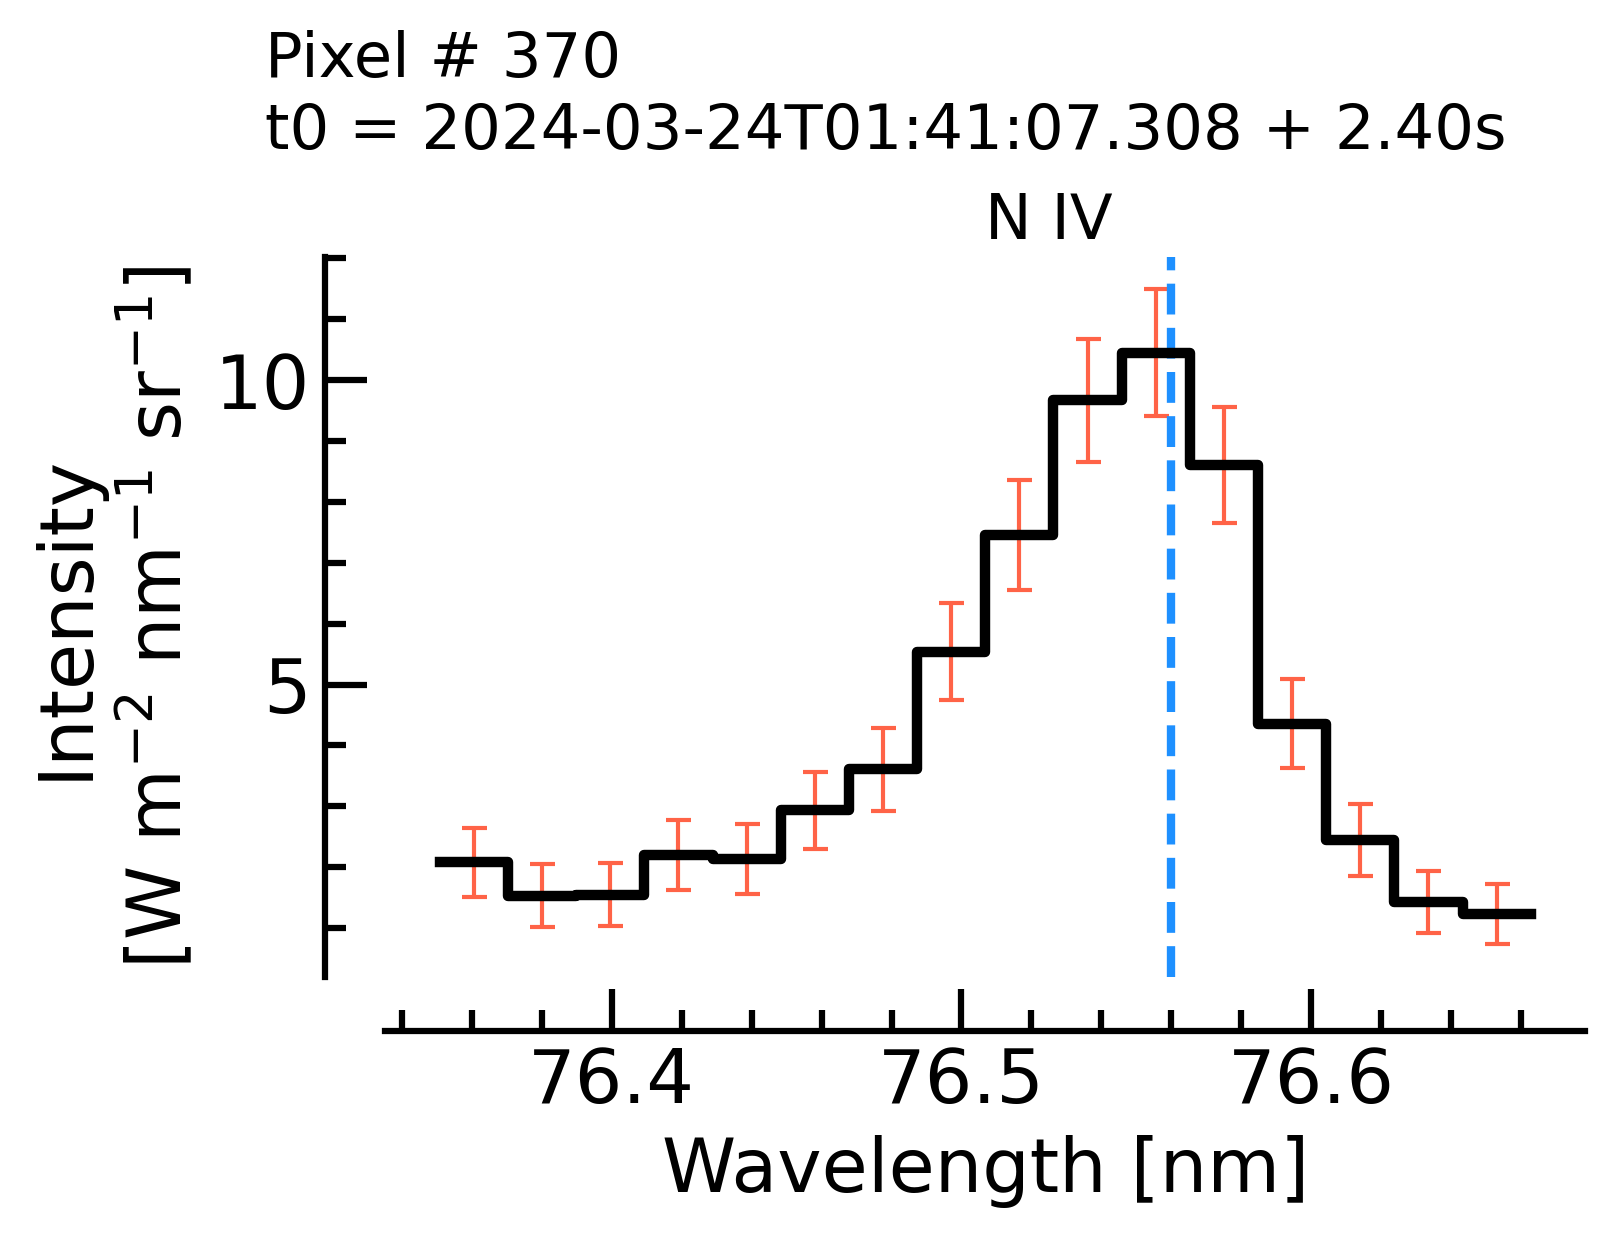 Pixel # 370
t0 = 2024-03-24T01:41:07.308 + 2.40s
N IV
Intensity
[W m⁻² nm⁻¹ sr⁻¹]
10
5
76.4 76.5 76.6
Wavelength [nm]